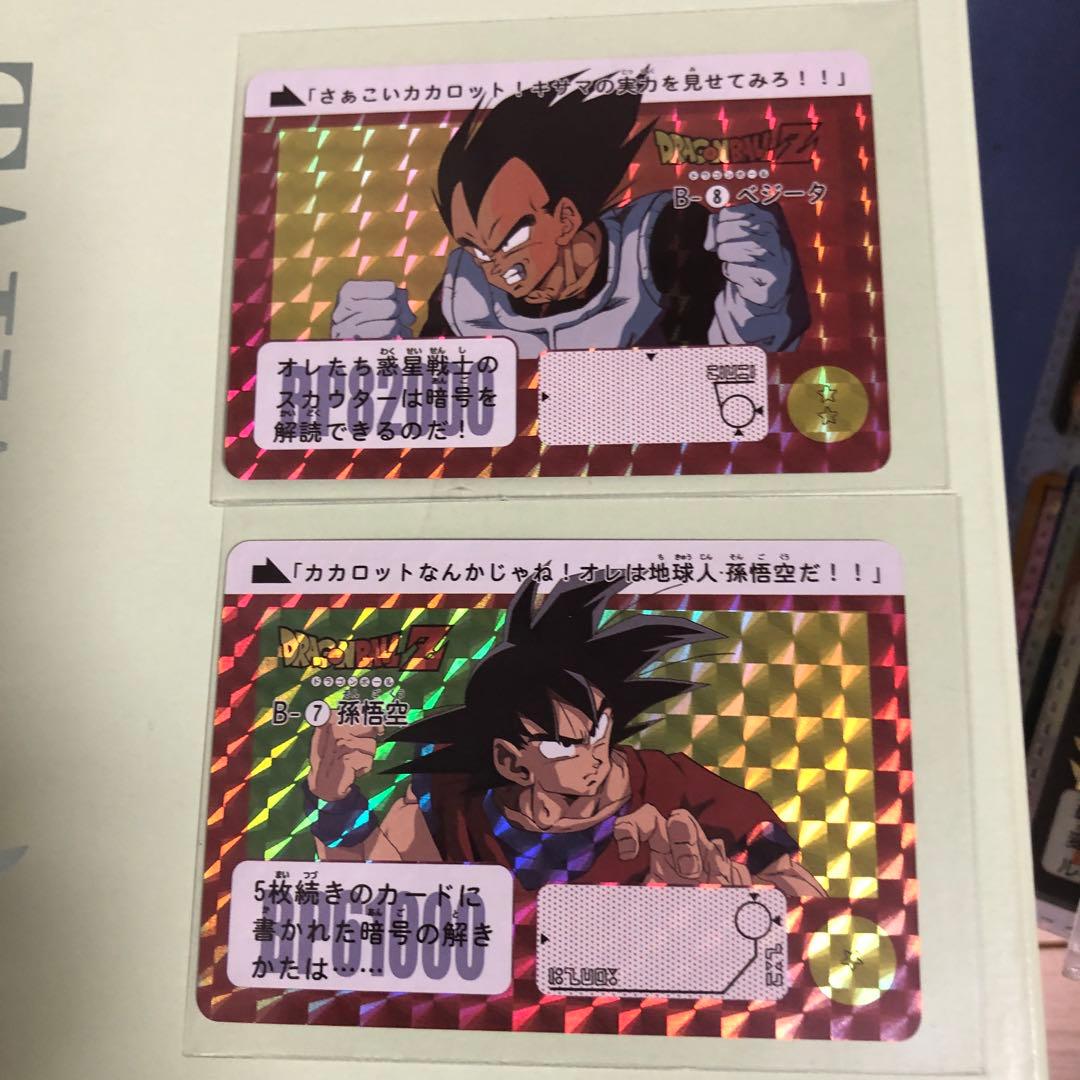 「さぁこいカカロット！キサマの実力を見せてみろ！！」
DRAGON BALL Z
ドラゴンボール
B-8 ベジータ
オレたち惑星戦士の
スカウターは暗号を
解読できるのだ！
BP82000
「カカロットなんかじゃね！オレは地球人・孫悟空だ！！」
DRAGON BALL Z
ドラゴンボール
B-7 孫悟空
5枚続きのカードに
書かれた暗号の解き
かたは……
BP61000